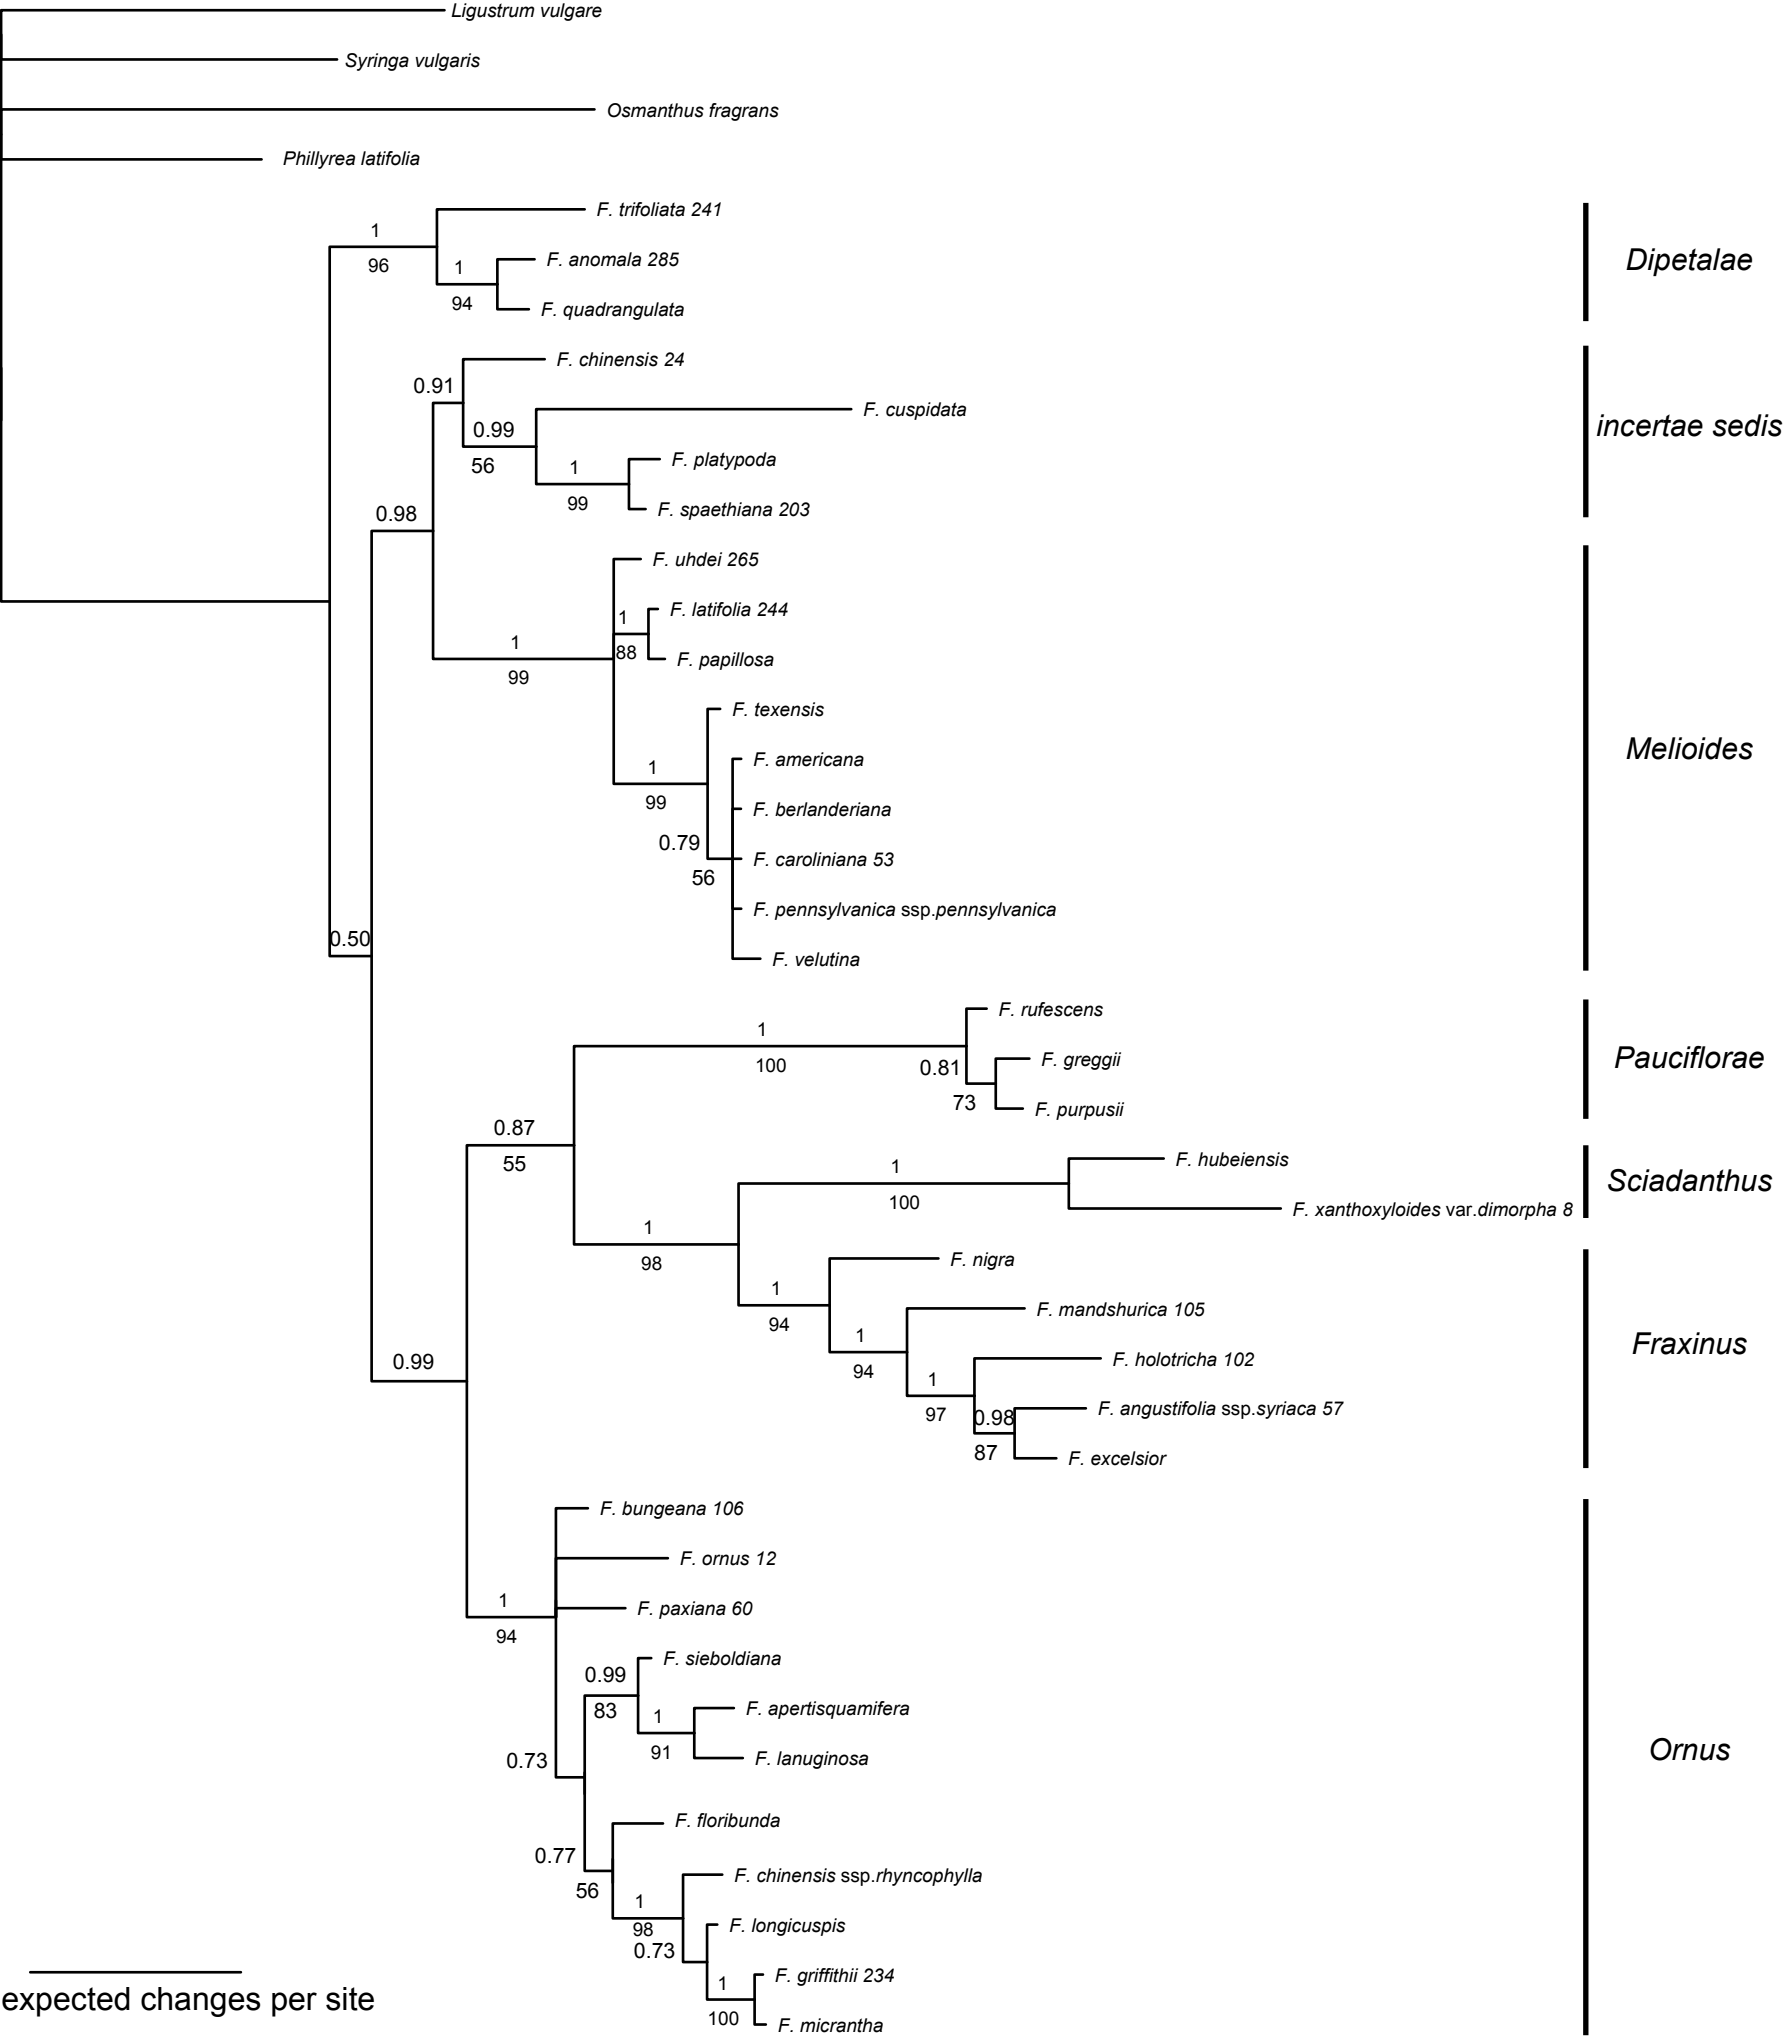 Ligustrum vulgare
Syringa vulgaris
Osmanthus fragrans
Phillyrea latifolia
F. trifoliata 241
1
96
F. anomala 285
Dipetalae
1
94
F. quadrangulata
F. chinensis 24
0.91
F. cuspidata
0.99
56
incertae sedis
F. platypoda
1
99
F. spaethiana 203
0.98
F. uhdei 265
F. latifolia 244
1
88
1
99
F. papillosa
F. texensis
Melioides
F. americana
1
99
F. berlanderiana
0.79
56
F. caroliniana 53
F. pennsylvanica ssp.pennsylvanica
0.50
F. velutina
F. rufescens
1
100
F. greggii
Pauciflorae
0.81
73
F. purpusii
0.87
55
F. hubeiensis
1
100
Sciadanthus
F. xanthoxyloides var.dimorpha 8
1
98
F. nigra
1
94
F. mandshurica 105
1
94
Fraxinus
F. holotricha 102
0.99
1
97
F. angustifolia ssp.syriaca 57
0.98
87
F. excelsior
F. bungeana 106
F. ornus 12
1
94
F. paxiana 60
F. sieboldiana
0.99
83
F. apertisquamifera
1
91
Ornus
0.73
F. lanuginosa
F. floribunda
0.77
56
F. chinensis ssp.rhyncophylla
1
98
F. longicuspis
0.73
F. griffithii 234
1
100
F. micrantha
expected changes per site